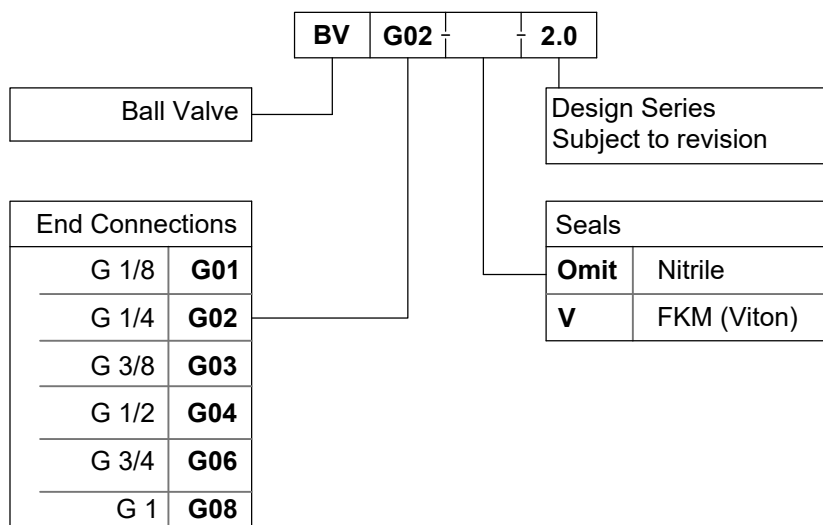 BV G02 - - 2.0
Ball Valve
Design Series
Subject to revision
End Connections
G 1/8 G01
G 1/4 G02
G 3/8 G03
G 1/2 G04
G 3/4 G06
G 1 G08
Seals
Omit Nitrile
V FKM (Viton)